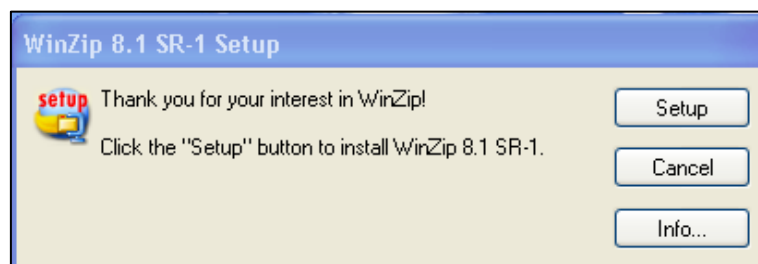 WinZip 8.1 SR-1 Setup
setup
Thank you for your interest in WinZip!
Click the "Setup" button to install WinZip 8.1 SR-1.
Setup
Cancel
Info...